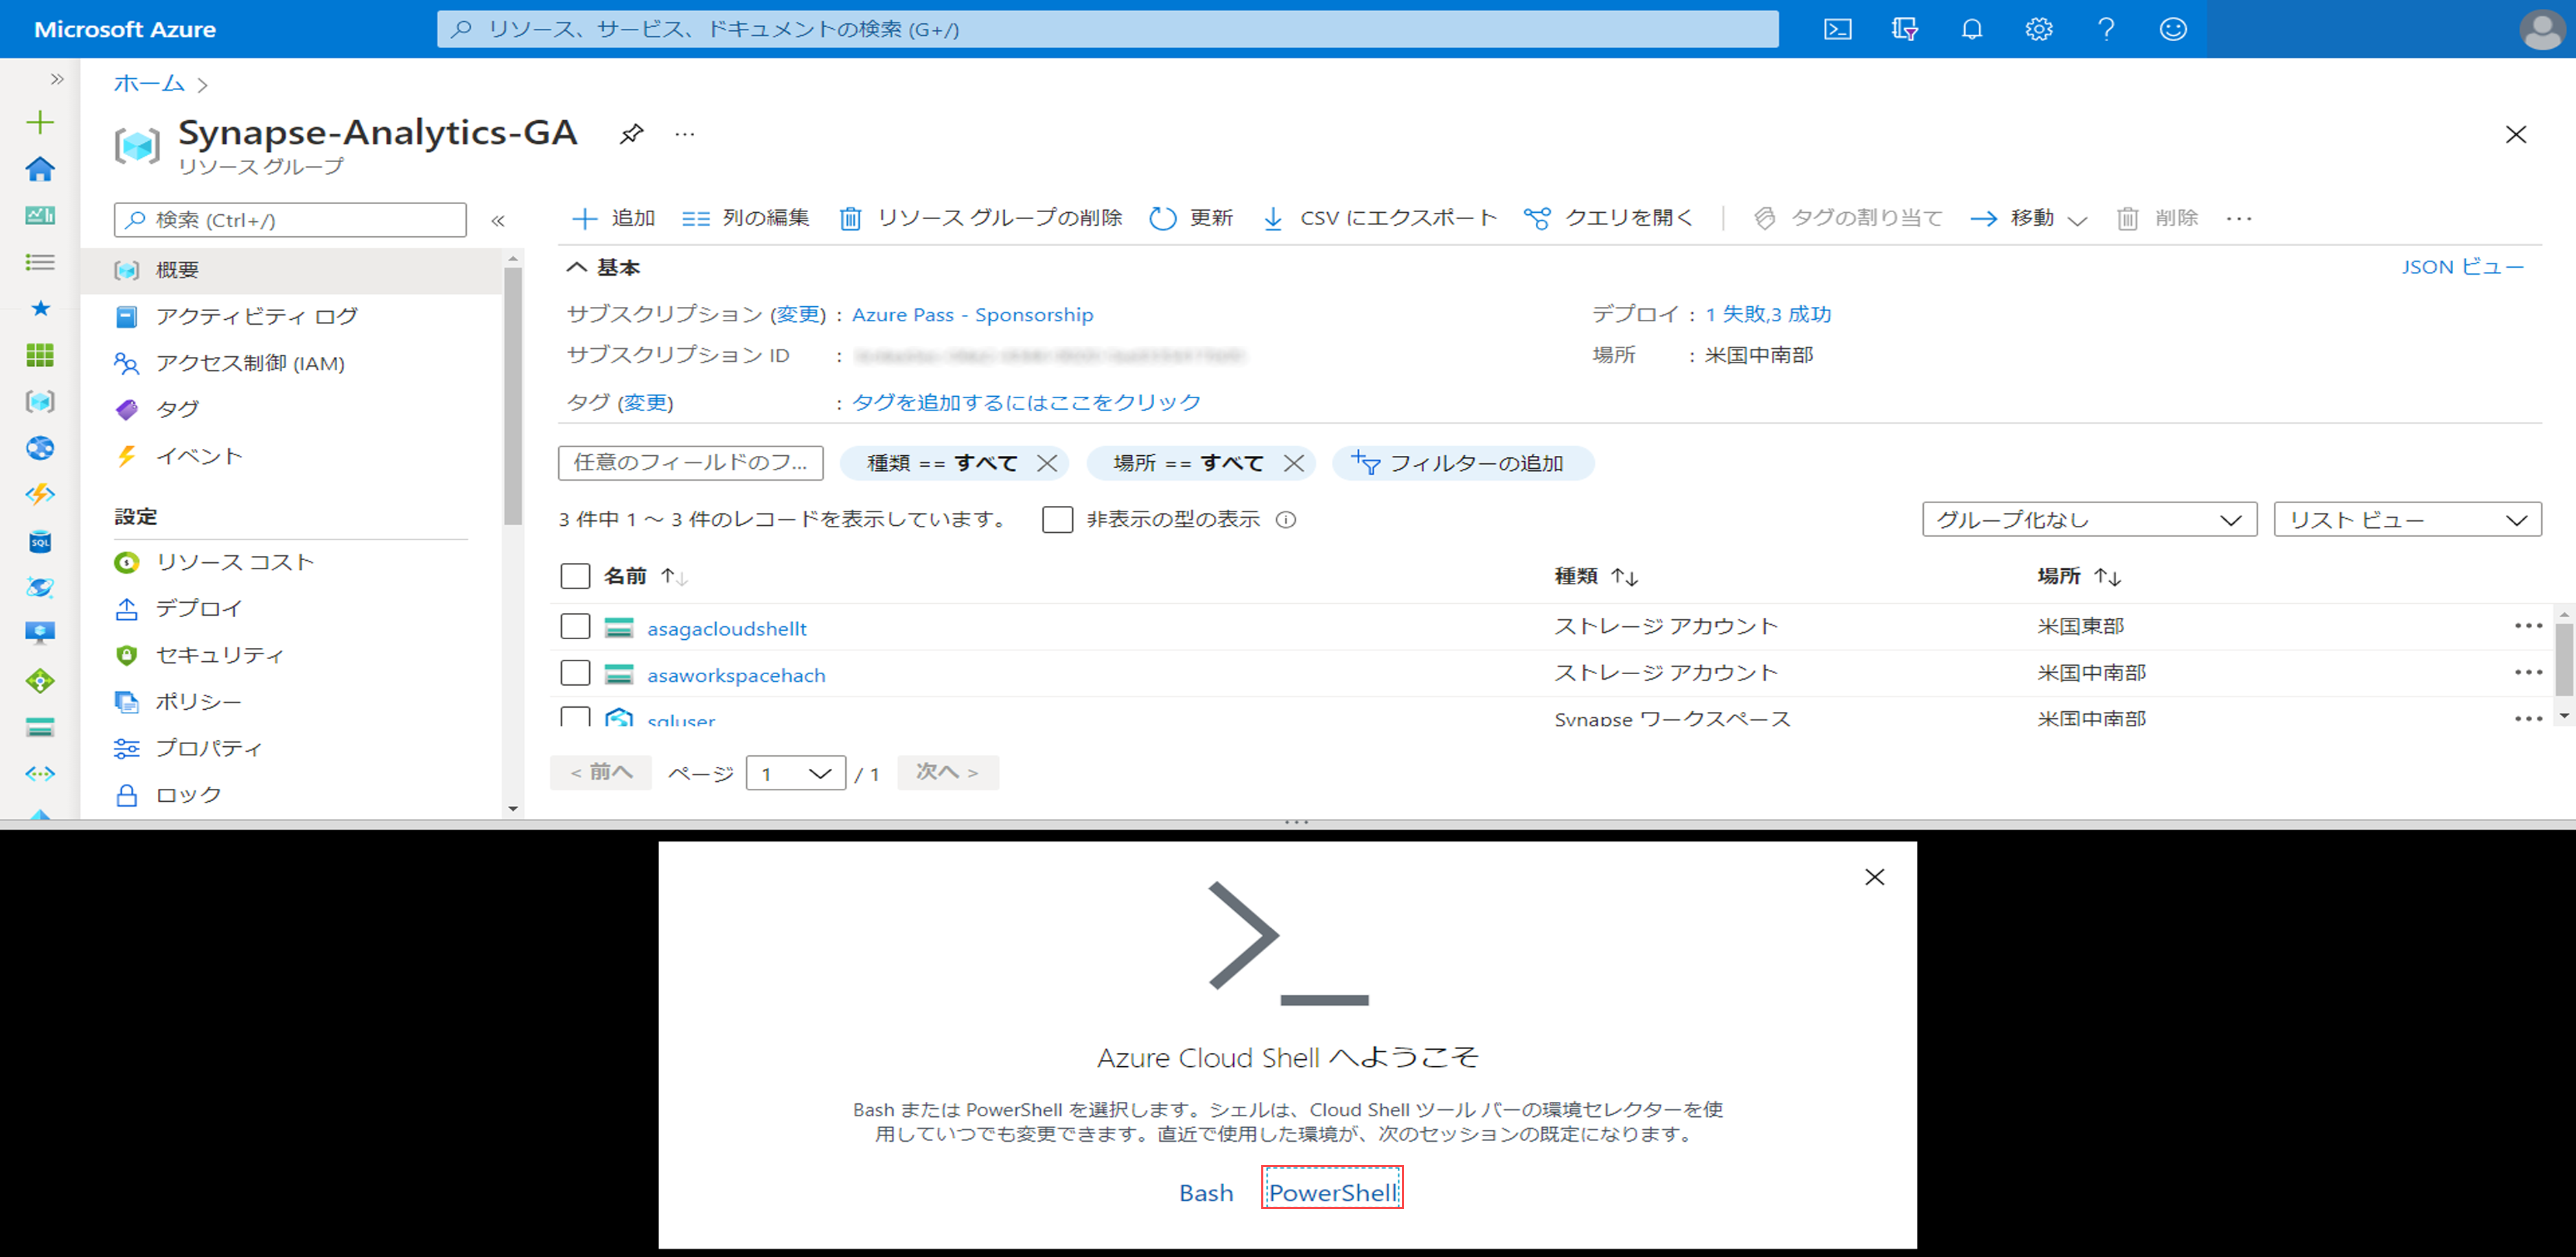 Microsoft Azure
リソース、サービス、ドキュメントの検索 (G+/)
ホーム >
Synapse-Analytics-GA
リソース グループ
検索 (Ctrl+/)
追加 列の編集 リソース グループの削除 更新 CSV にエクスポート クエリを開く タグの割り当て 移動 削除
概要
アクティビティ ログ
アクセス制御 (IAM)
タグ
イベント
設定
リソース コスト
デプロイ
セキュリティ
ポリシー
プロパティ
ロック
基本
JSON ビュー
サブスクリプション (変更) : Azure Pass - Sponsorship
デプロイ : 1 失敗,3 成功
サブスクリプション ID :
場所 : 米国中南部
タグ (変更) : タグを追加するにはここをクリック
任意のフィールドのフ... 種類 == すべて 場所 == すべて フィルターの追加
3 件中 1 ～ 3 件のレコードを表示しています。 非表示の型の表示 グループ化なし リスト ビュー
名前 ↑↓ 種類 ↑↓ 場所 ↑↓
asagacloudshellt ストレージ アカウント 米国東部
asaworkspacehach ストレージ アカウント 米国中南部
sqluser Synapse ワークスペース 米国中南部
< 前へ ページ 1 / 1 次へ >
SQL
Azure Cloud Shell へようこそ
Bash または PowerShell を選択します。シェルは、Cloud Shell ツール バーの環境セレクターを使
用していつでも変更できます。直近で使用した環境が、次のセッションの既定になります。
Bash PowerShell